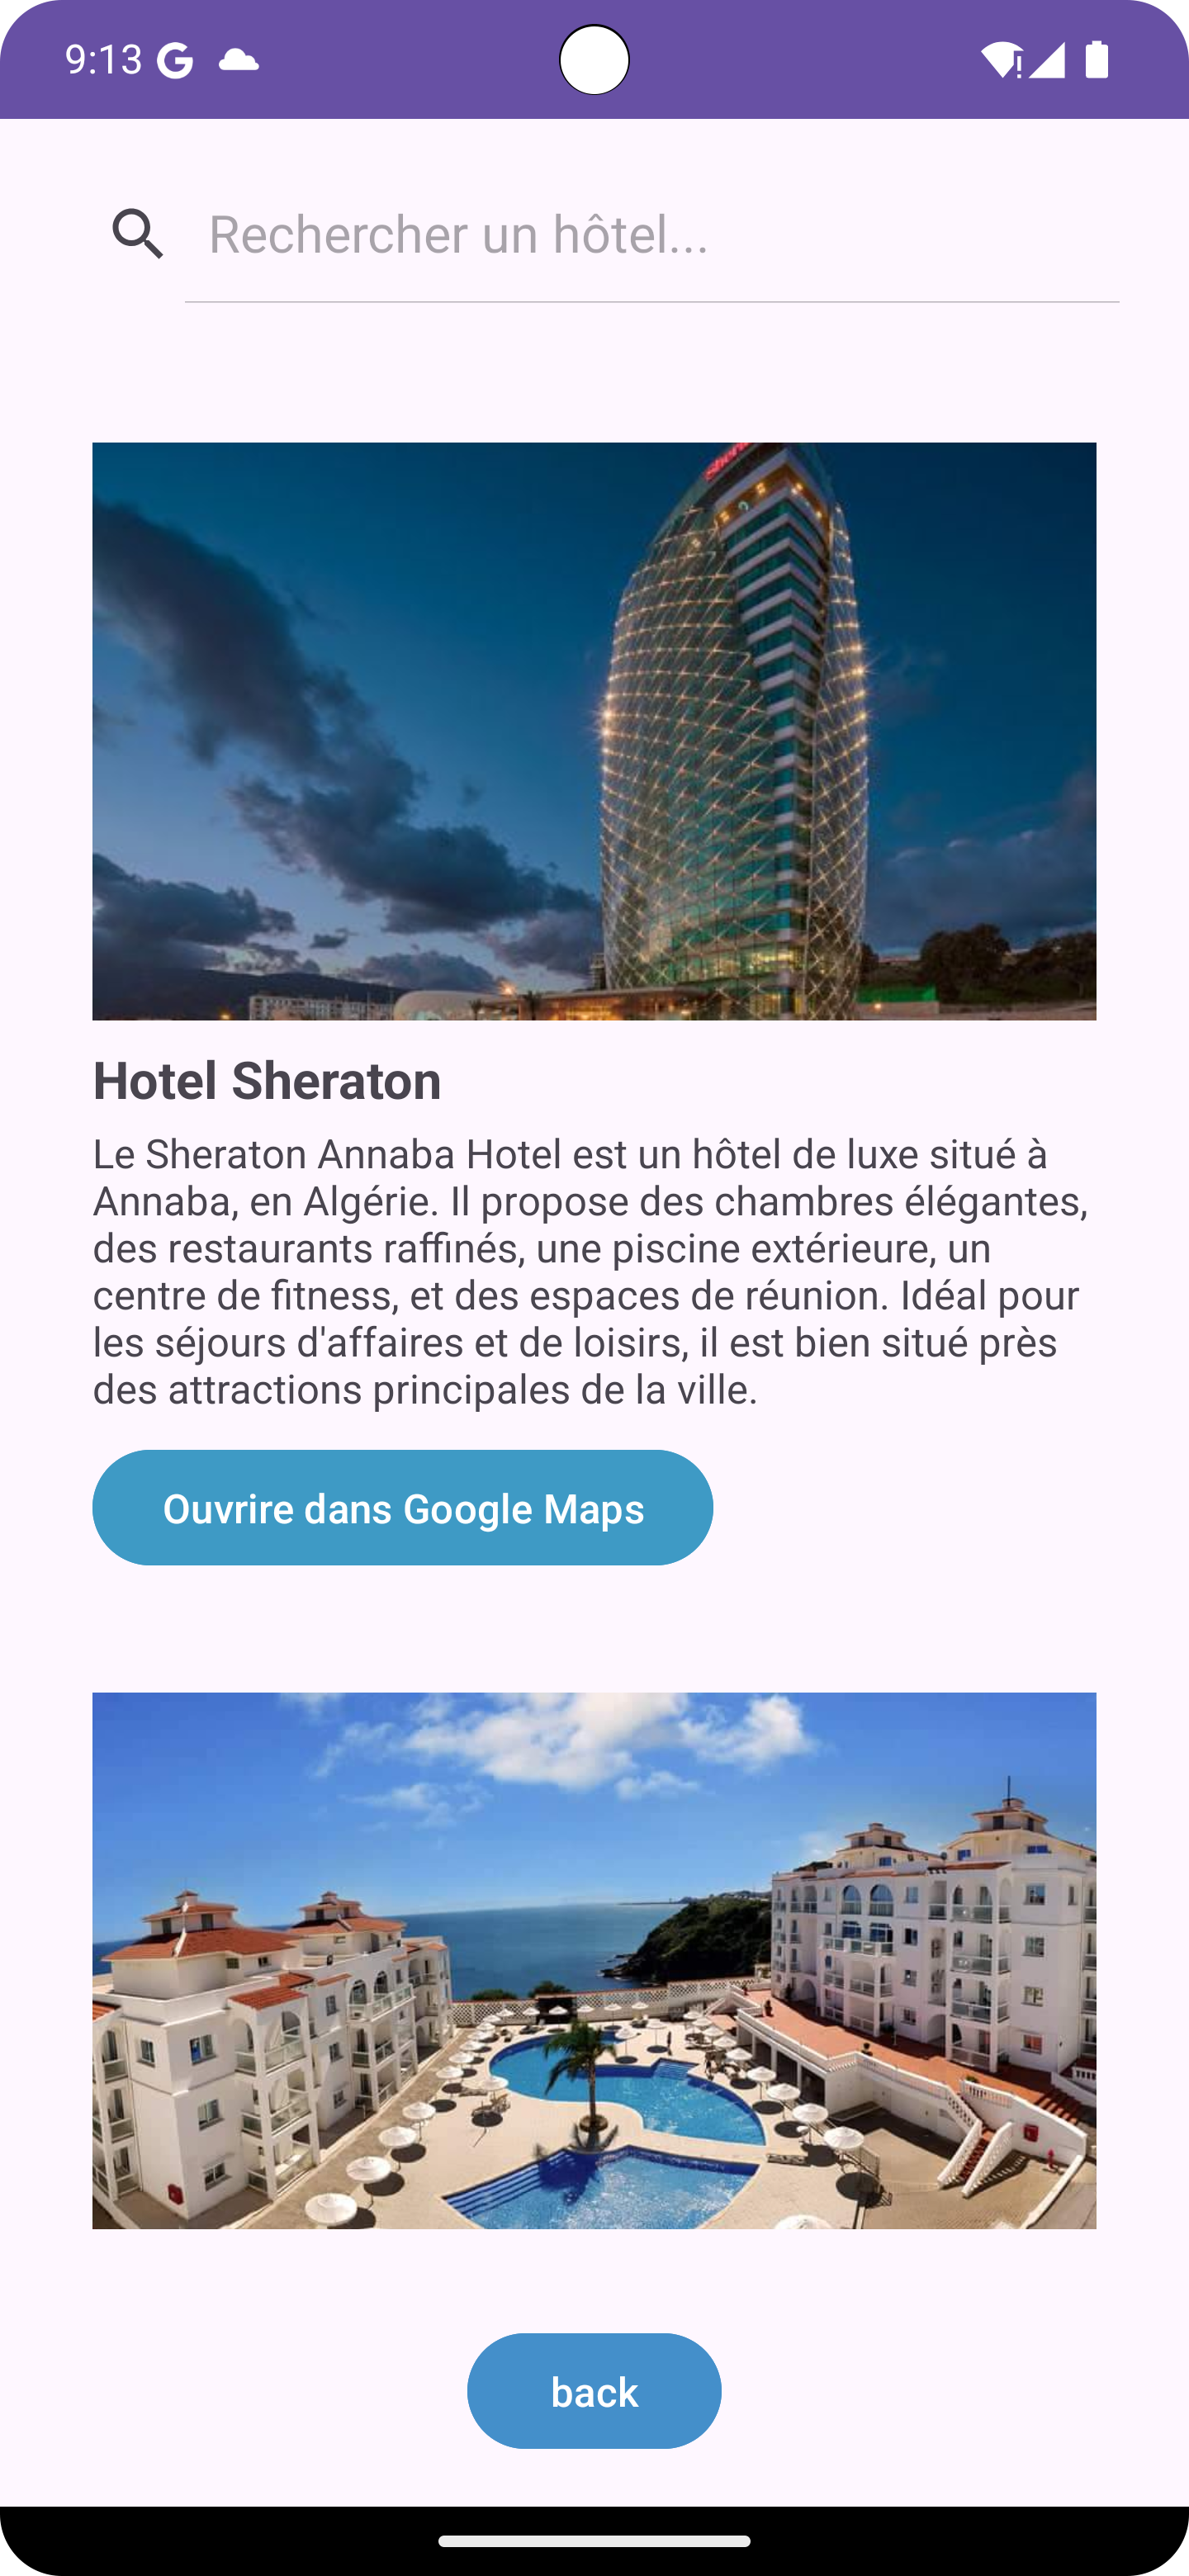 9:13
Rechercher un hôtel...
Hotel Sheraton
Le Sheraton Annaba Hotel est un hôtel de luxe situé à
Annaba, en Algérie. Il propose des chambres élégantes,
des restaurants raffinés, une piscine extérieure, un
centre de fitness, et des espaces de réunion. Idéal pour
les séjours d'affaires et de loisirs, il est bien situé près
des attractions principales de la ville.
Ouvrire dans Google Maps
back